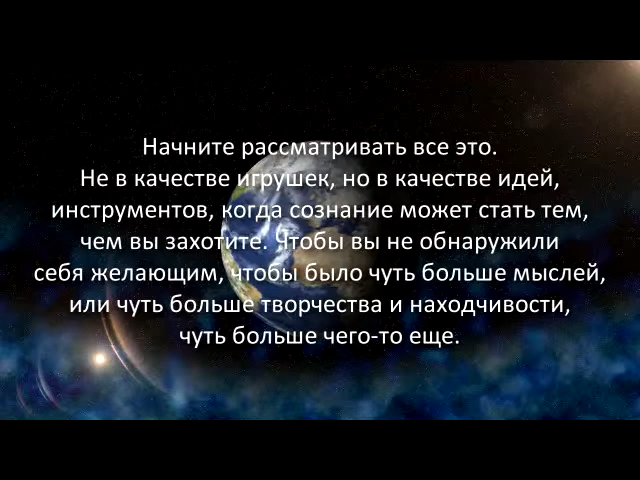 Начните рассматривать все это.
Не в качестве игрушек, но в качестве идей,
инструментов, когда сознание может стать тем,
чем вы захотите. Чтобы вы не обнаружили
себя желающим, чтобы было чуть больше мыслей,
или чуть больше творчества и находчивости,
чуть больше чего-то еще.